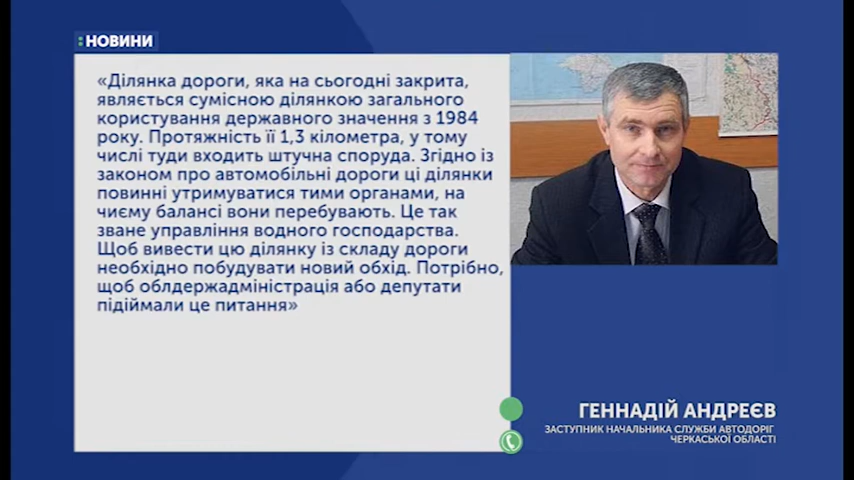 :НОВИНИ
«Ділянка дороги, яка на сьогодні закрита,
являється сумісною ділянкою загального
користування державного значення з 1984
року. Протяжність її 1,3 кілометра, у тому
числі туди входить штучна споруда. Згідно із
законом про автомобільні дороги ці ділянки
повинні утримуватися тими органами, на
чиєму балансі вони перебувають. Це так
зване управління водного господарства.
Щоб вивести цю ділянку із складу дороги
необхідно побудувати новий обхід. Потрібно,
щоб облдержадміністрація або депутати
підіймали це питання»
ГЕННАДІЙ АНДРЕЄВ
ЗАСТУПНИК НАЧАЛЬНИКА СЛУЖБИ АВТОДОРІГ
ЧЕРКАСЬКОЇ ОБЛАСТІ